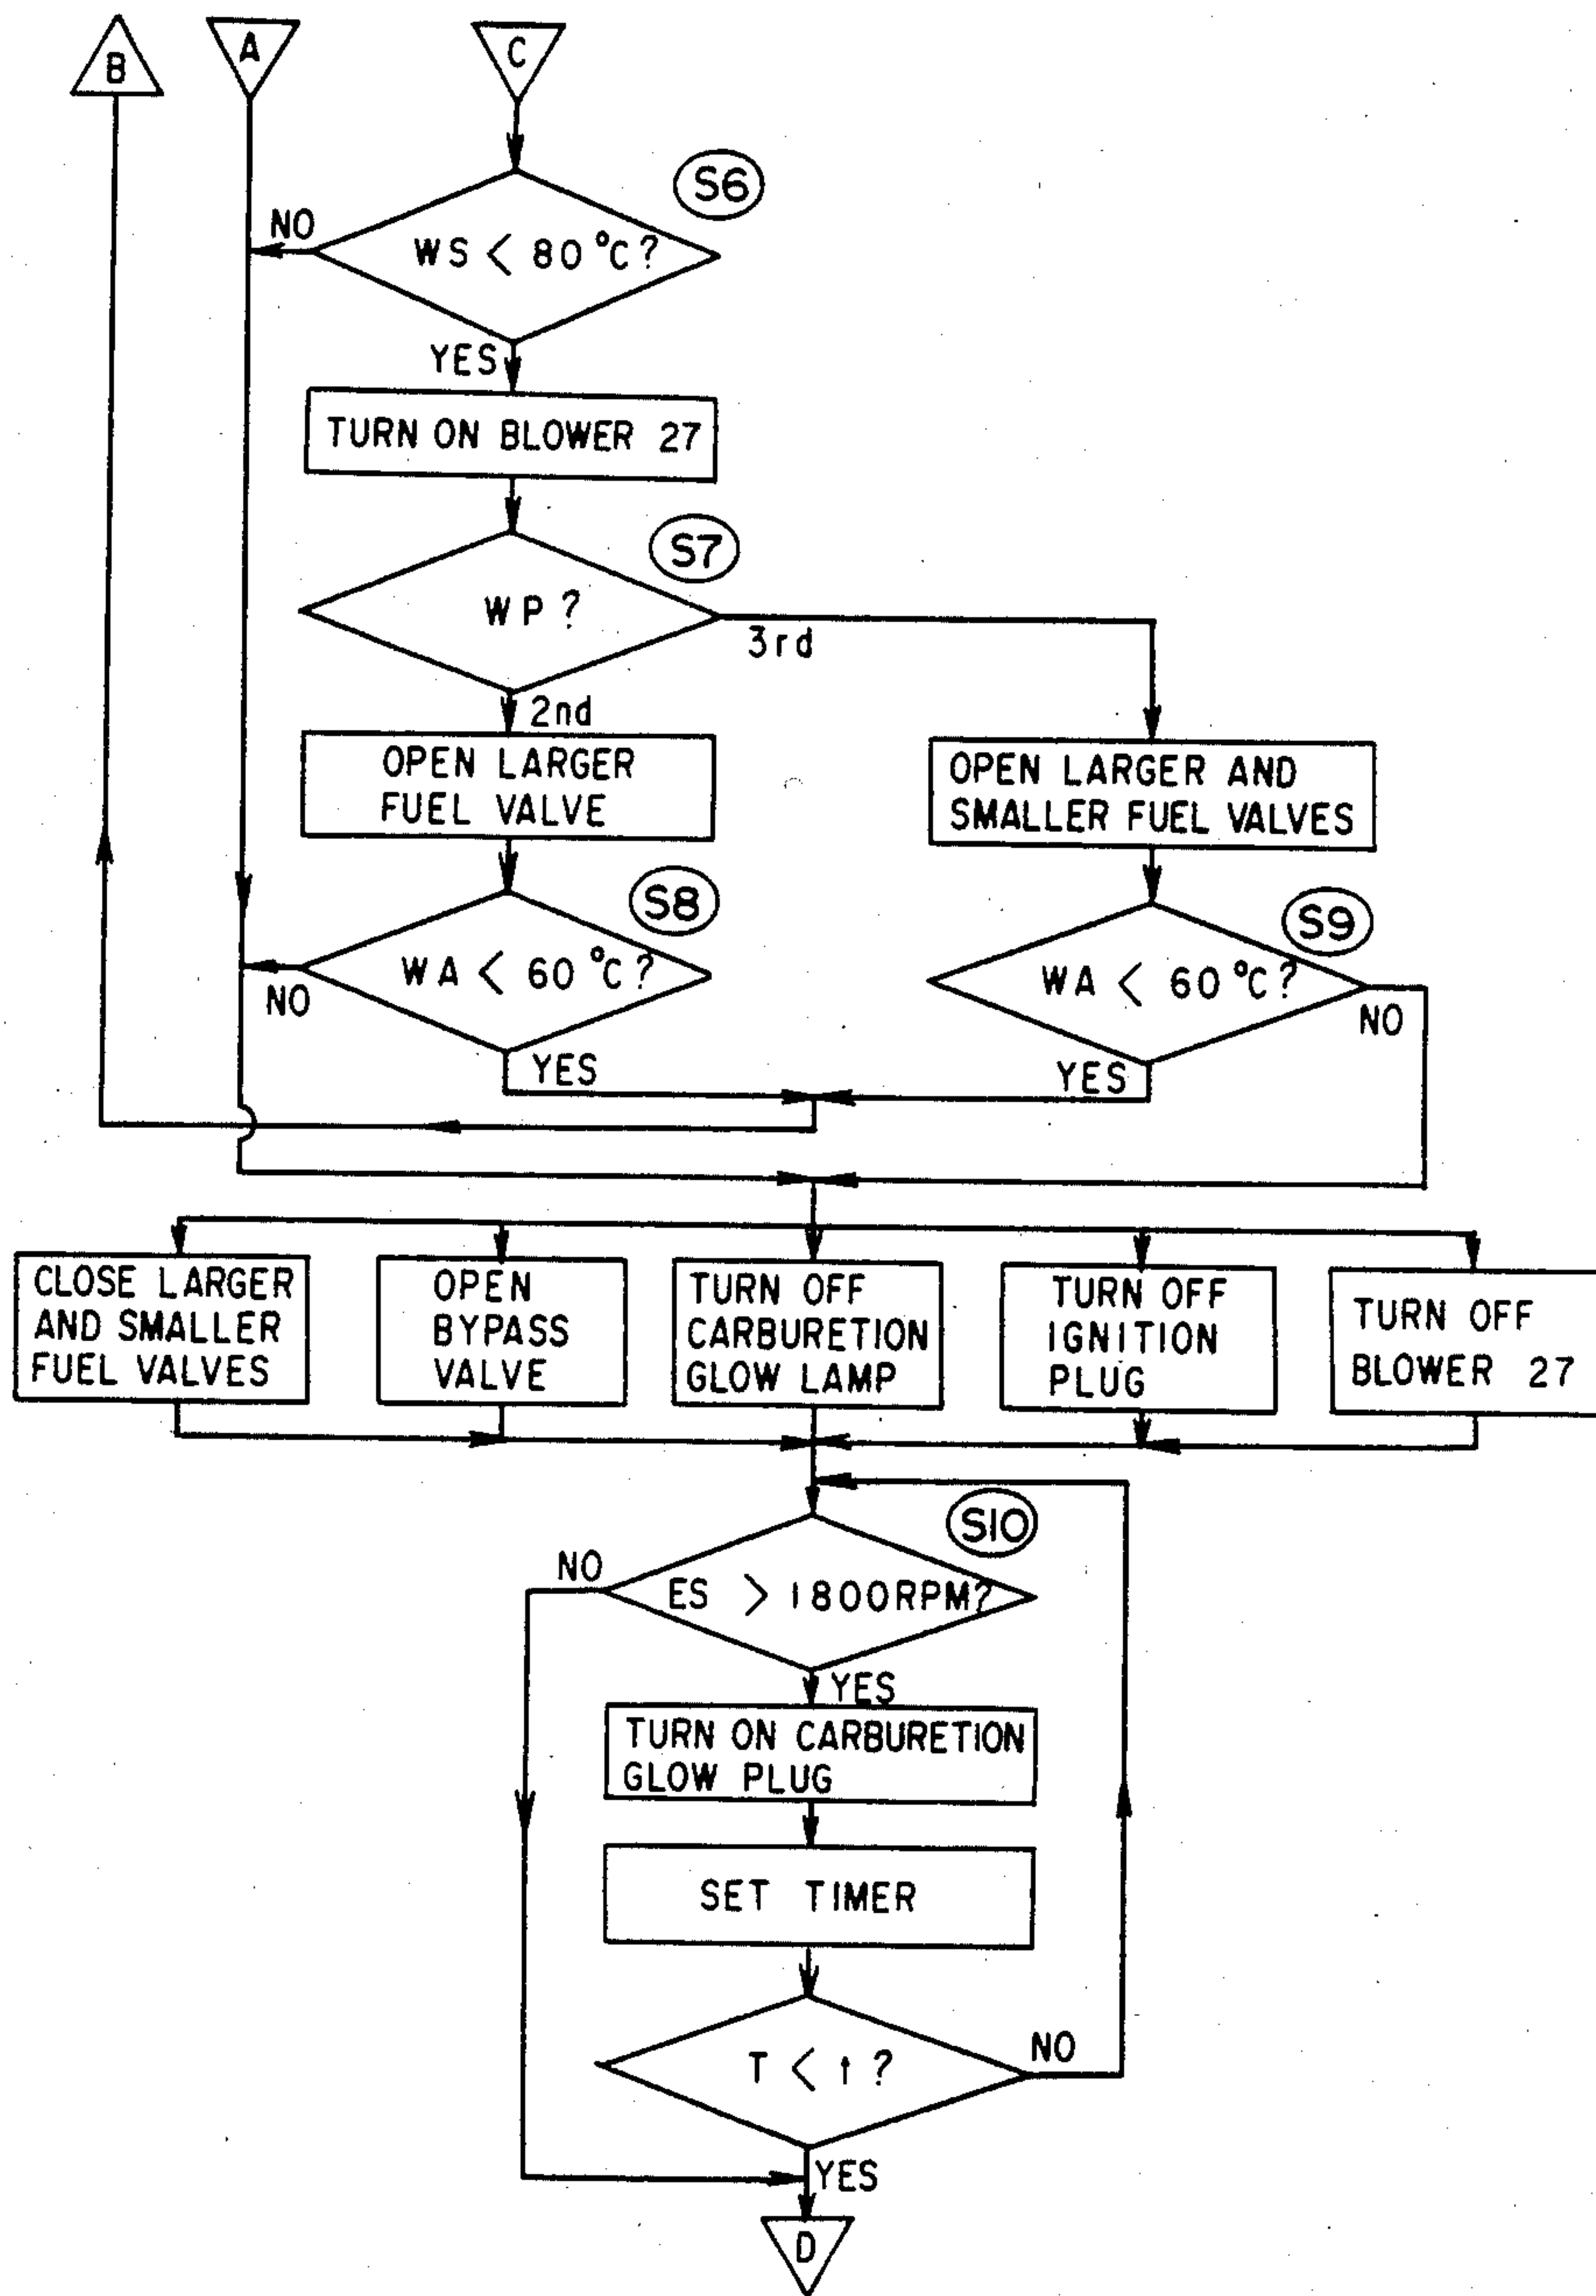 B
A
C
S6
NO
WS < 80 °C?
YES
TURN ON BLOWER 27
S7
WP?
3rd
2nd
OPEN LARGER
FUEL VALVE
OPEN LARGER AND
SMALLER FUEL VALVES
S8
WA < 60 °C?
NO
YES
S9
WA < 60 °C?
NO
YES
CLOSE LARGER
AND SMALLER
FUEL VALVES
OPEN
BYPASS
VALVE
TURN OFF
CARBURETION
GLOW LAMP
TURN OFF
IGNITION
PLUG
TURN OFF
BLOWER 27
S10
NO
ES > 1800RPM?
YES
TURN ON CARBURETION
GLOW PLUG
SET TIMER
T < t ?
NO
YES
D